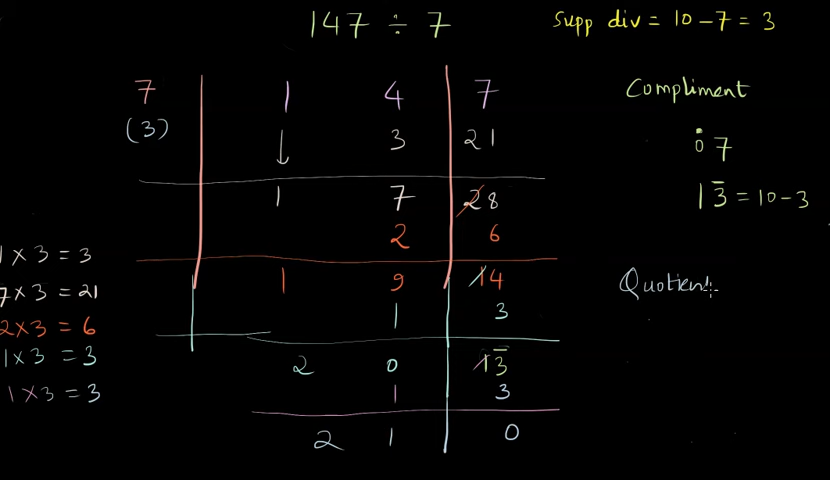 147 ÷ 7
Supp div = 10 - 7 = 3
7 1 4 7
(3) 3 21
1 7 28
2 6
1 9 14
1 3
2 0 13̅
1 3
2 1 0
Compliment
0̇7
13̅ = 10 - 3
Quotient
1 × 3 = 3
7 × 3 = 21
2 × 3 = 6
1 × 3 = 3
1 × 3 = 3